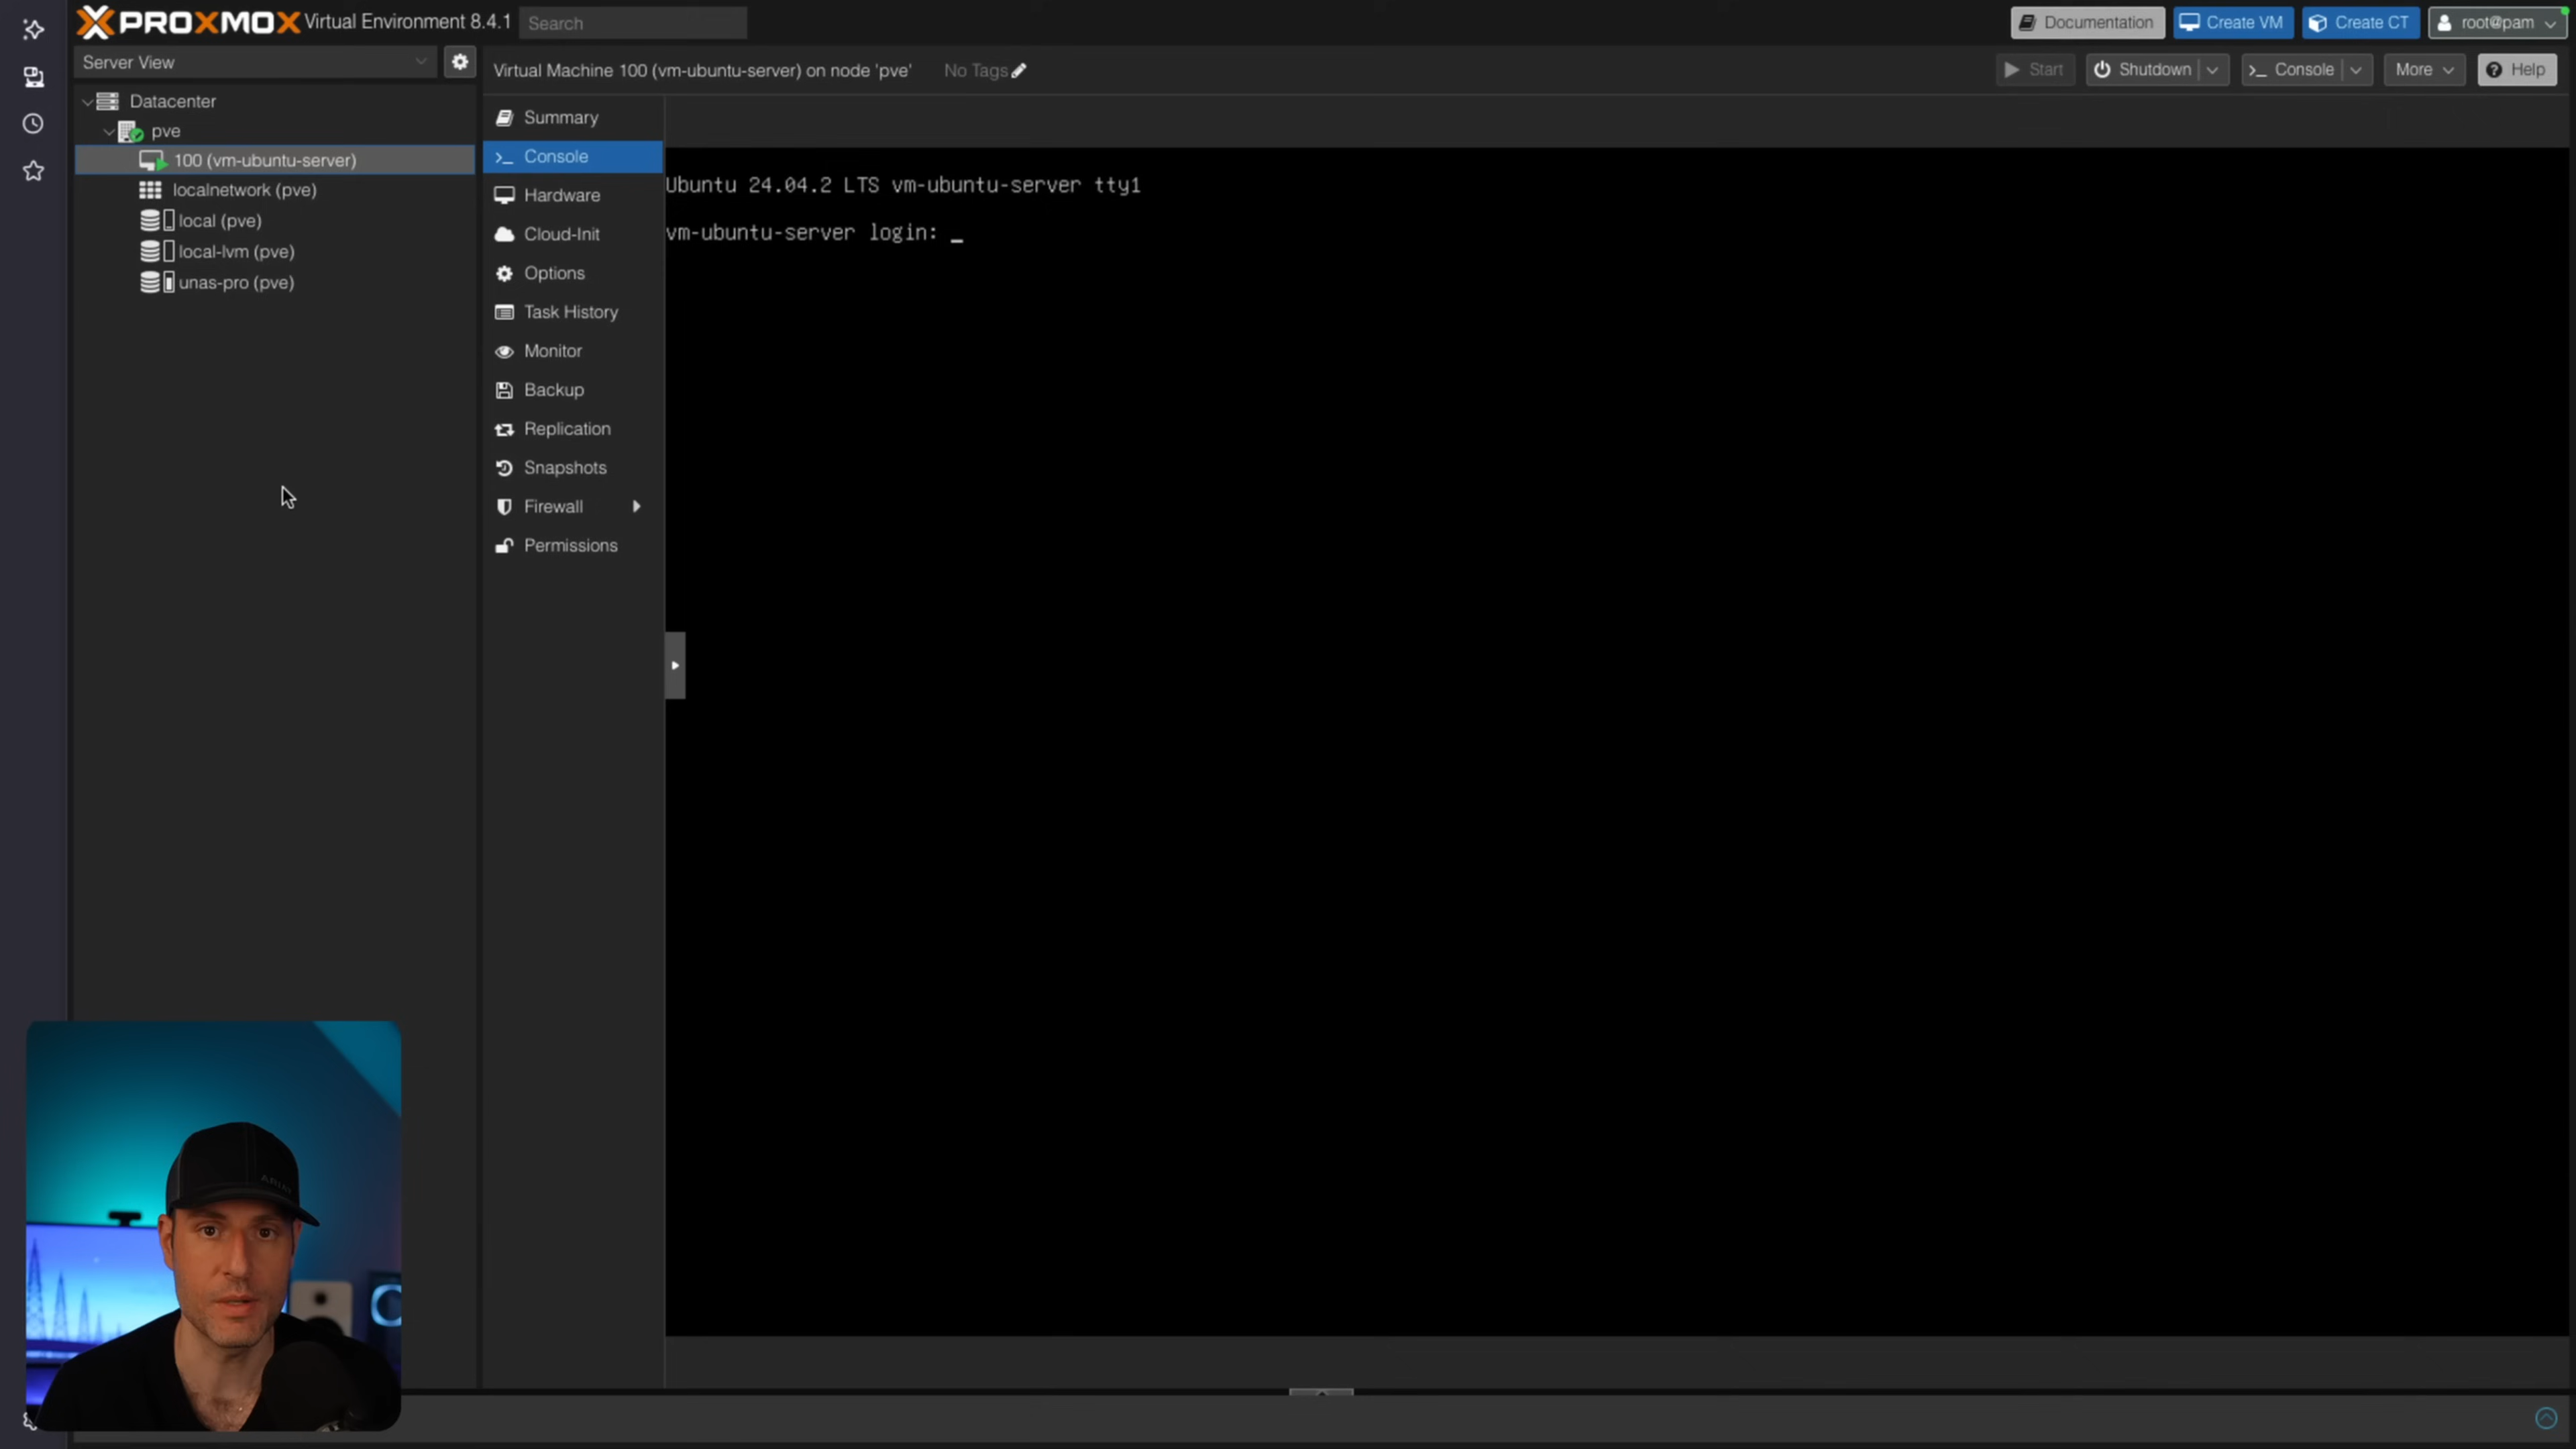 PROXMOX Virtual Environment 8.4.1 Search Documentation Create VM Create CT root@pam
Server View
Virtual Machine 100 (vm-ubuntu-server) on node 'pve' No Tags Start Shutdown Console More Help
Datacenter
pve
100 (vm-ubuntu-server)
localnetwork (pve)
local (pve)
local-lvm (pve)
unas-pro (pve)
Summary
Console
Hardware
Cloud-Init
Options
Task History
Monitor
Backup
Replication
Snapshots
Firewall
Permissions
Ubuntu 24.04.2 LTS vm-ubuntu-server tty1
vm-ubuntu-server login: _
ARIAT